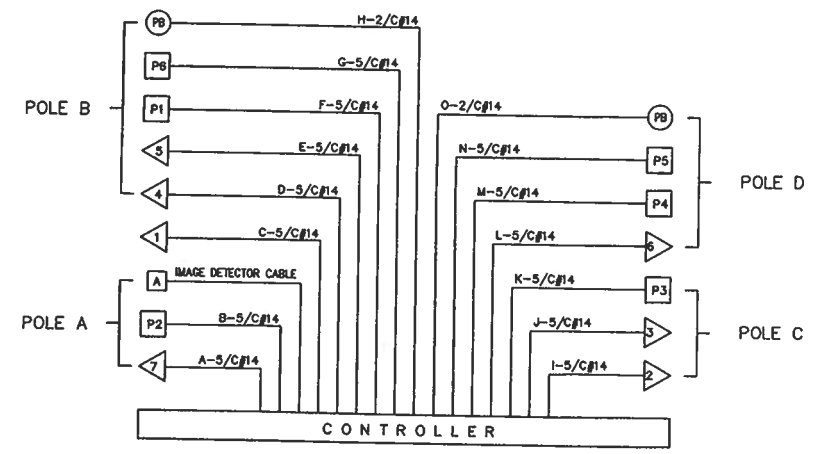 PB H-2/C#14
P6 G-5/C#14
POLE B
P1 F-5/C#14
5 E-5/C#14
4 D-5/C#14
1 C-5/C#14
A IMAGE DETECTOR CABLE
POLE A
P2 B-5/C#14
7 A-5/C#14
O-2/C#14 PB
N-5/C#14 P5
POLE D
M-5/C#14 P4
L-5/C#14 6
K-5/C#14 P3
J-5/C#14 3
POLE C
I-5/C#14 2
CONTROLLER